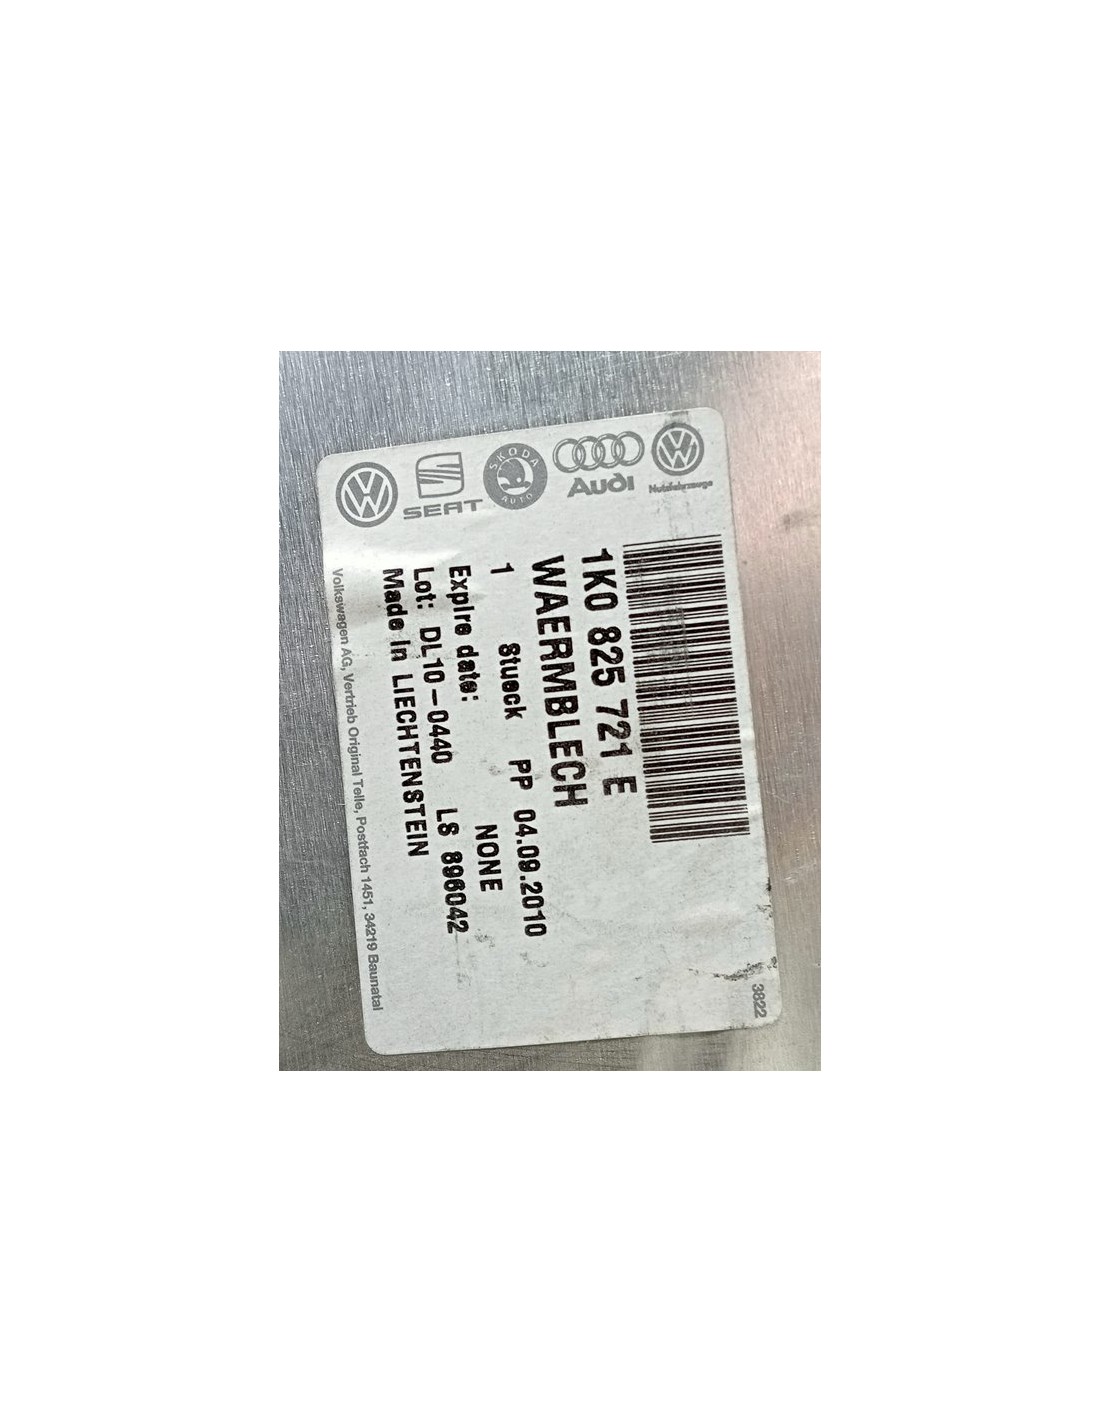 SEAT
ŠKODA
AUTO
Audi
Nutzfahrzeuge
1K0 825 721 E
WAERMBLECH
1 Stueck PP 04.09.2010
Expire date: NONE
Lot: DL10-0440 LS 896042
Made in LIECHTENSTEIN
Volkswagen AG, Vertrieb Original Teile, Postfach 1451, 34219 Baunatal
3822